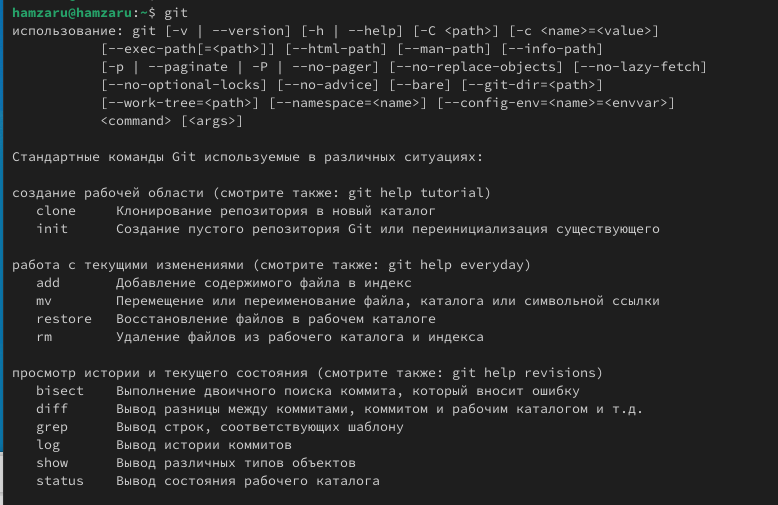 hamzaru@hamzaru:~$ git
использование: git [-v | --version] [-h | --help] [-C <path>] [-c <name>=<value>]
[--exec-path[=<path>]] [--html-path] [--man-path] [--info-path]
[-p | --paginate | -P | --no-pager] [--no-replace-objects] [--no-lazy-fetch]
[--no-optional-locks] [--no-advice] [--bare] [--git-dir=<path>]
[--work-tree=<path>] [--namespace=<name>] [--config-env=<name>=<envvar>]
<command> [<args>]
Стандартные команды Git используемые в различных ситуациях:
создание рабочей области (смотрите также: git help tutorial)
clone Клонирование репозитория в новый каталог
init Создание пустого репозитория Git или переинициализация существующего
работа с текущими изменениями (смотрите также: git help everyday)
add Добавление содержимого файла в индекс
mv Перемещение или переименование файла, каталога или символьной ссылки
restore Восстановление файлов в рабочем каталоге
rm Удаление файлов из рабочего каталога и индекса
просмотр истории и текущего состояния (смотрите также: git help revisions)
bisect Выполнение двоичного поиска коммита, который вносит ошибку
diff Вывод разницы между коммитами, коммитом и рабочим каталогом и т.д.
grep Вывод строк, соответствующих шаблону
log Вывод истории коммитов
show Вывод различных типов объектов
status Вывод состояния рабочего каталога